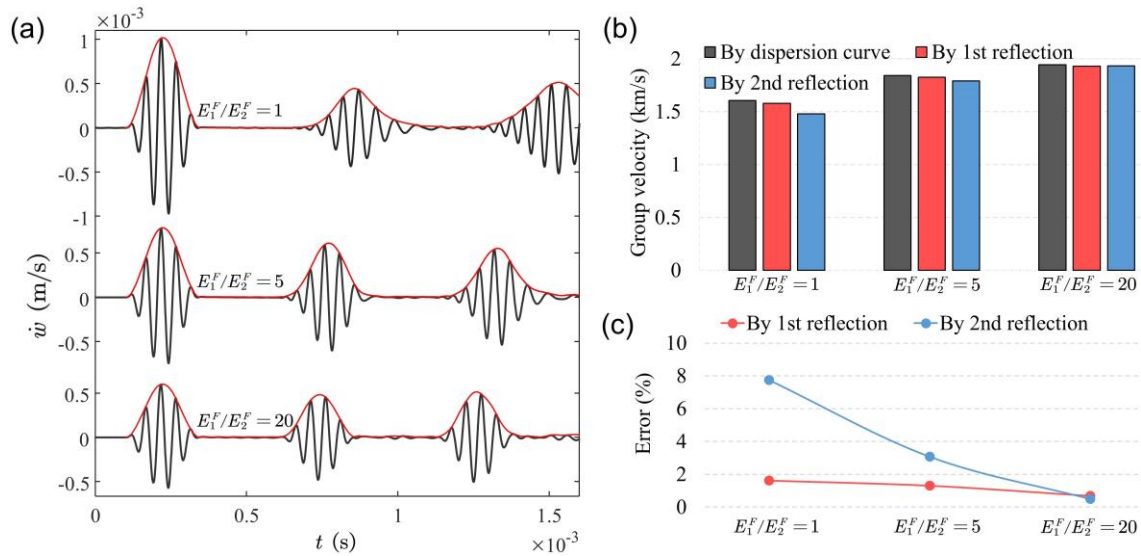 (a)
×10⁻³
1
0.5
0
-0.5
-1
0.5
0
-0.5
0.5
0
-0.5
ẇ (m/s)
E₁ᶠ/E₂ᶠ = 1
E₁ᶠ/E₂ᶠ = 5
E₁ᶠ/E₂ᶠ = 20
0 0.5 1 1.5
t (s) ×10⁻³
(b)
By dispersion curve By 1st reflection
By 2nd reflection
Group velocity (km/s)
2
1.5
1
0.5
0
E₁ᶠ/E₂ᶠ = 1 E₁ᶠ/E₂ᶠ = 5 E₁ᶠ/E₂ᶠ = 20
(c)
By 1st reflection By 2nd reflection
Error (%)
10
8
6
4
2
0
E₁ᶠ/E₂ᶠ = 1 E₁ᶠ/E₂ᶠ = 5 E₁ᶠ/E₂ᶠ = 20